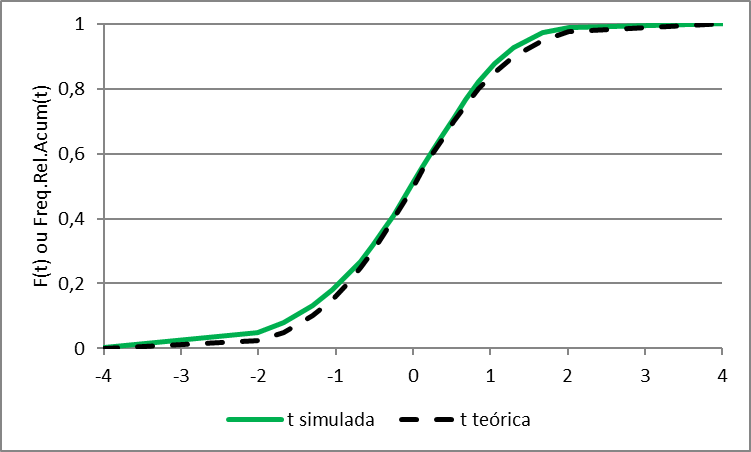 F(t) ou Freq.Rel.Acum(t)
1
0,8
0,6
0,4
0,2
0
-4 -3 -2 -1 0 1 2 3 4
t simulada t teórica